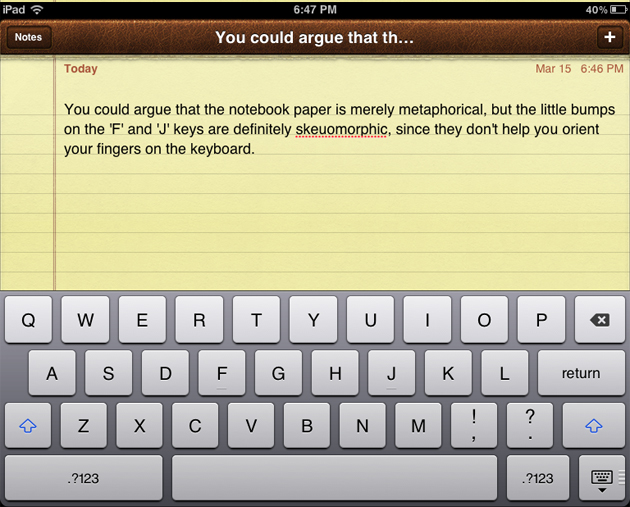 iPad 6:47 PM 40%
Notes You could argue that th... +
Today Mar 15 6:46 PM
You could argue that the notebook paper is merely metaphorical, but the little bumps
on the 'F' and 'J' keys are definitely skeuomorphic, since they don't help you orient
your fingers on the keyboard.
Q W E R T Y U I O P
A S D F G H J K L return
Z X C V B N M ! , ? .
.?123 .?123